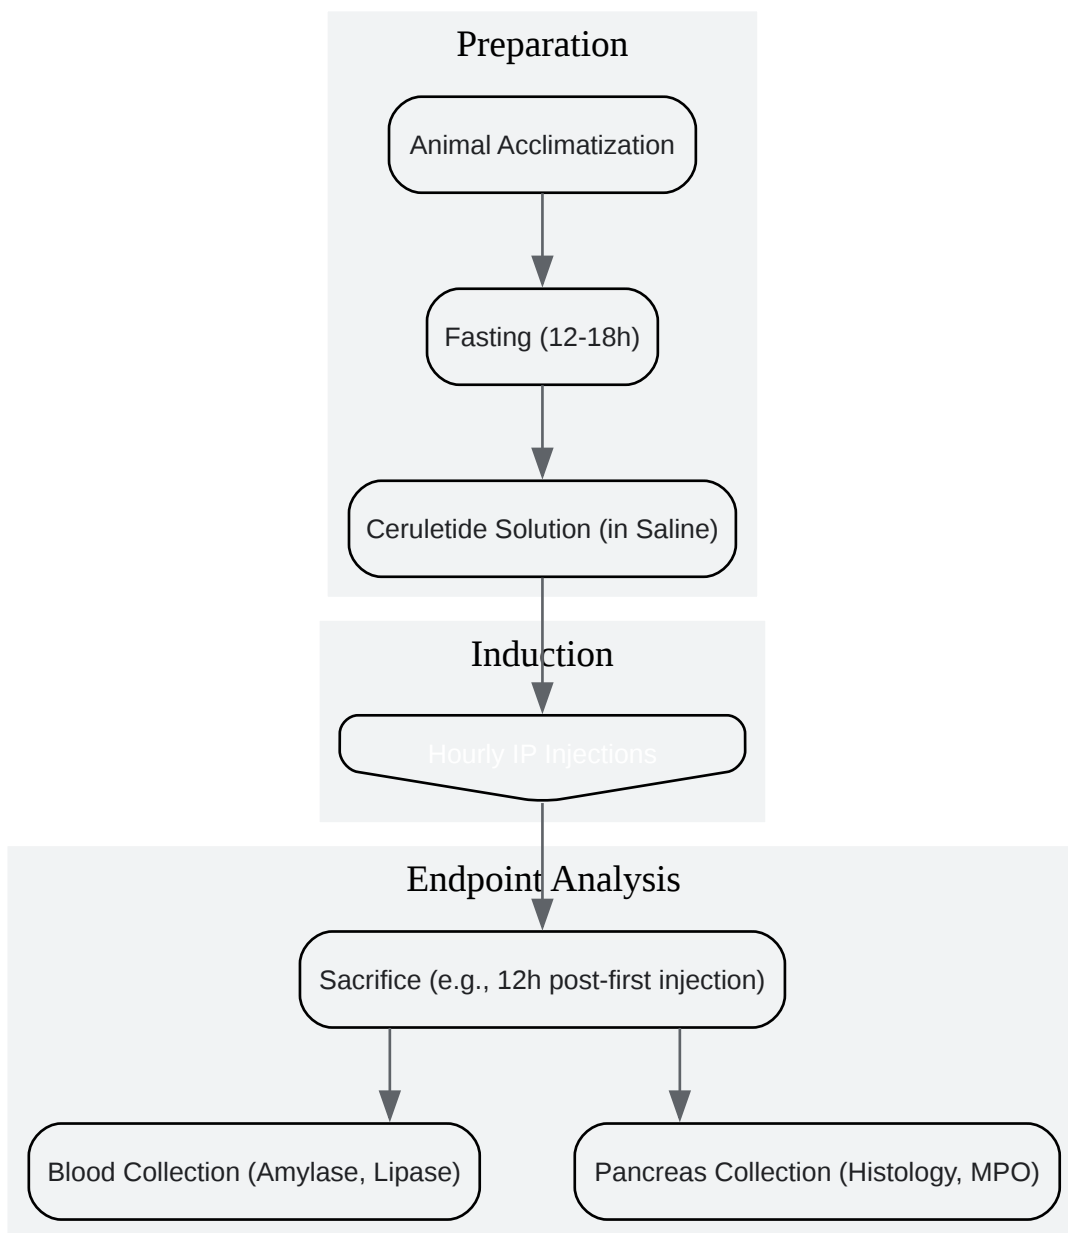 Preparation
Animal Acclimatization
Fasting (12-18h)
Ceruletide Solution (in Saline)
Induction
Hourly IP Injections
Endpoint Analysis
Sacrifice (e.g., 12h post-first injection)
Blood Collection (Amylase, Lipase)
Pancreas Collection (Histology, MPO)